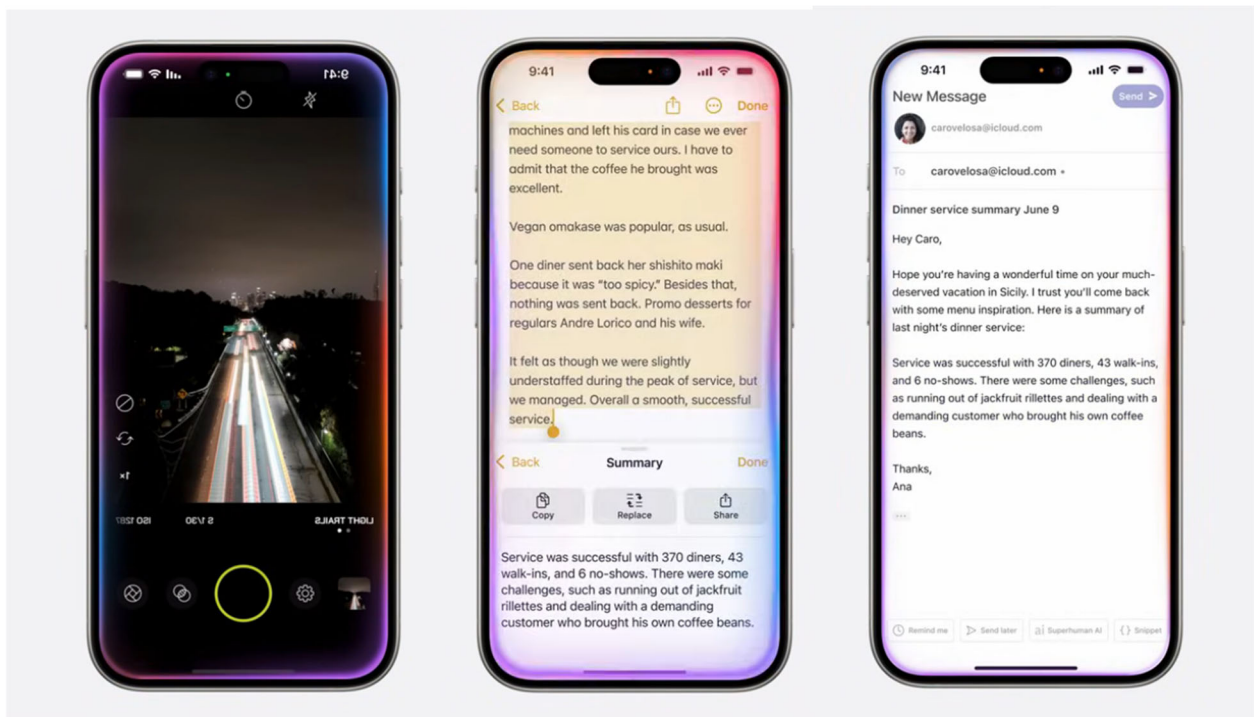 9:41
LIGHT TRAILS
S 1/30
ISO 1287
1x
9:41
Back
Done
machines and left his card in case we ever
need someone to service ours. I have to
admit that the coffee he brought was
excellent.
Vegan omakase was popular, as usual.
One diner sent back her shishito maki
because it was “too spicy.” Besides that,
nothing was sent back. Promo desserts for
regulars Andre Lorico and his wife.
It felt as though we were slightly
understaffed during the peak of service, but
we managed. Overall a smooth, successful
service.
Back
Summary
Done
Copy
Replace
Share
Service was successful with 370 diners, 43
walk-ins, and 6 no-shows. There were some
challenges, such as running out of jackfruit
rillettes and dealing with a demanding
customer who brought his own coffee beans.
9:41
New Message
Send
carovelosa@icloud.com
To carovelosa@icloud.com
Dinner service summary June 9
Hey Caro,
Hope you’re having a wonderful time on your much-
deserved vacation in Sicily. I trust you’ll come back
with some menu inspiration. Here is a summary of
last night’s dinner service:
Service was successful with 370 diners, 43 walk-ins,
and 6 no-shows. There were some challenges, such
as running out of jackfruit rillettes and dealing with a
demanding customer who brought his own coffee
beans.
Thanks,
Ana
Remind me
Send later
Superhuman AI
Snippet